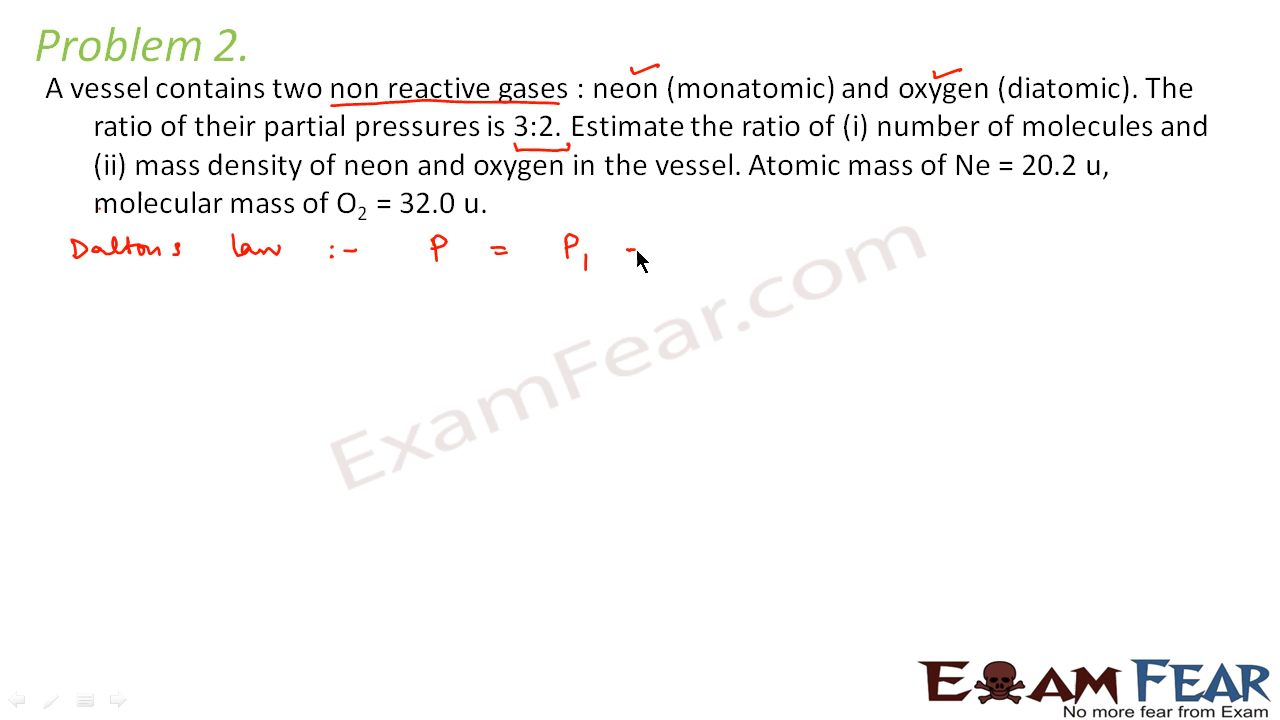 Problem 2.
A vessel contains two non reactive gases : neon (monatomic) and oxygen (diatomic). The
ratio of their partial pressures is 3:2. Estimate the ratio of (i) number of molecules and
(ii) mass density of neon and oxygen in the vessel. Atomic mass of Ne = 20.2 u,
molecular mass of O₂ = 32.0 u.
Daltons law :- P = P₁ -
ExamFear.com
EXAM FEAR
No more fear from Exam